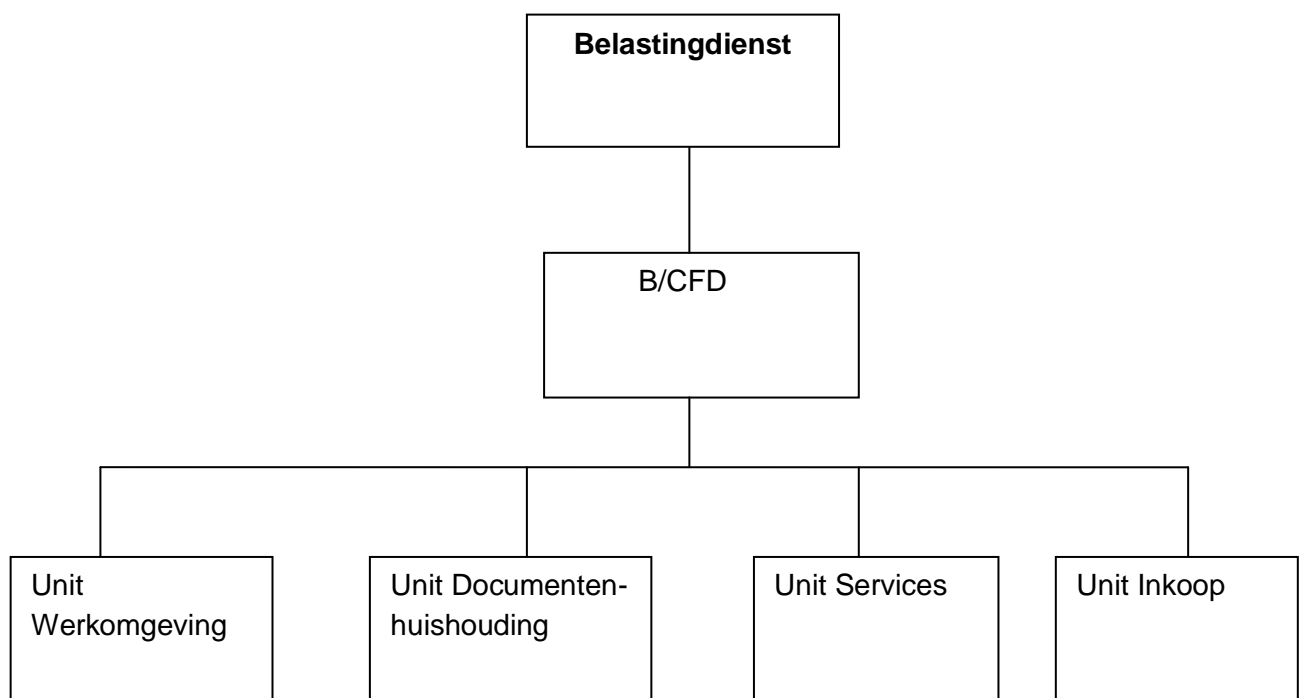 Belastingdienst
B/CFD
Unit
Werkomgeving
Unit Documenten-
huishouding
Unit Services
Unit Inkoop